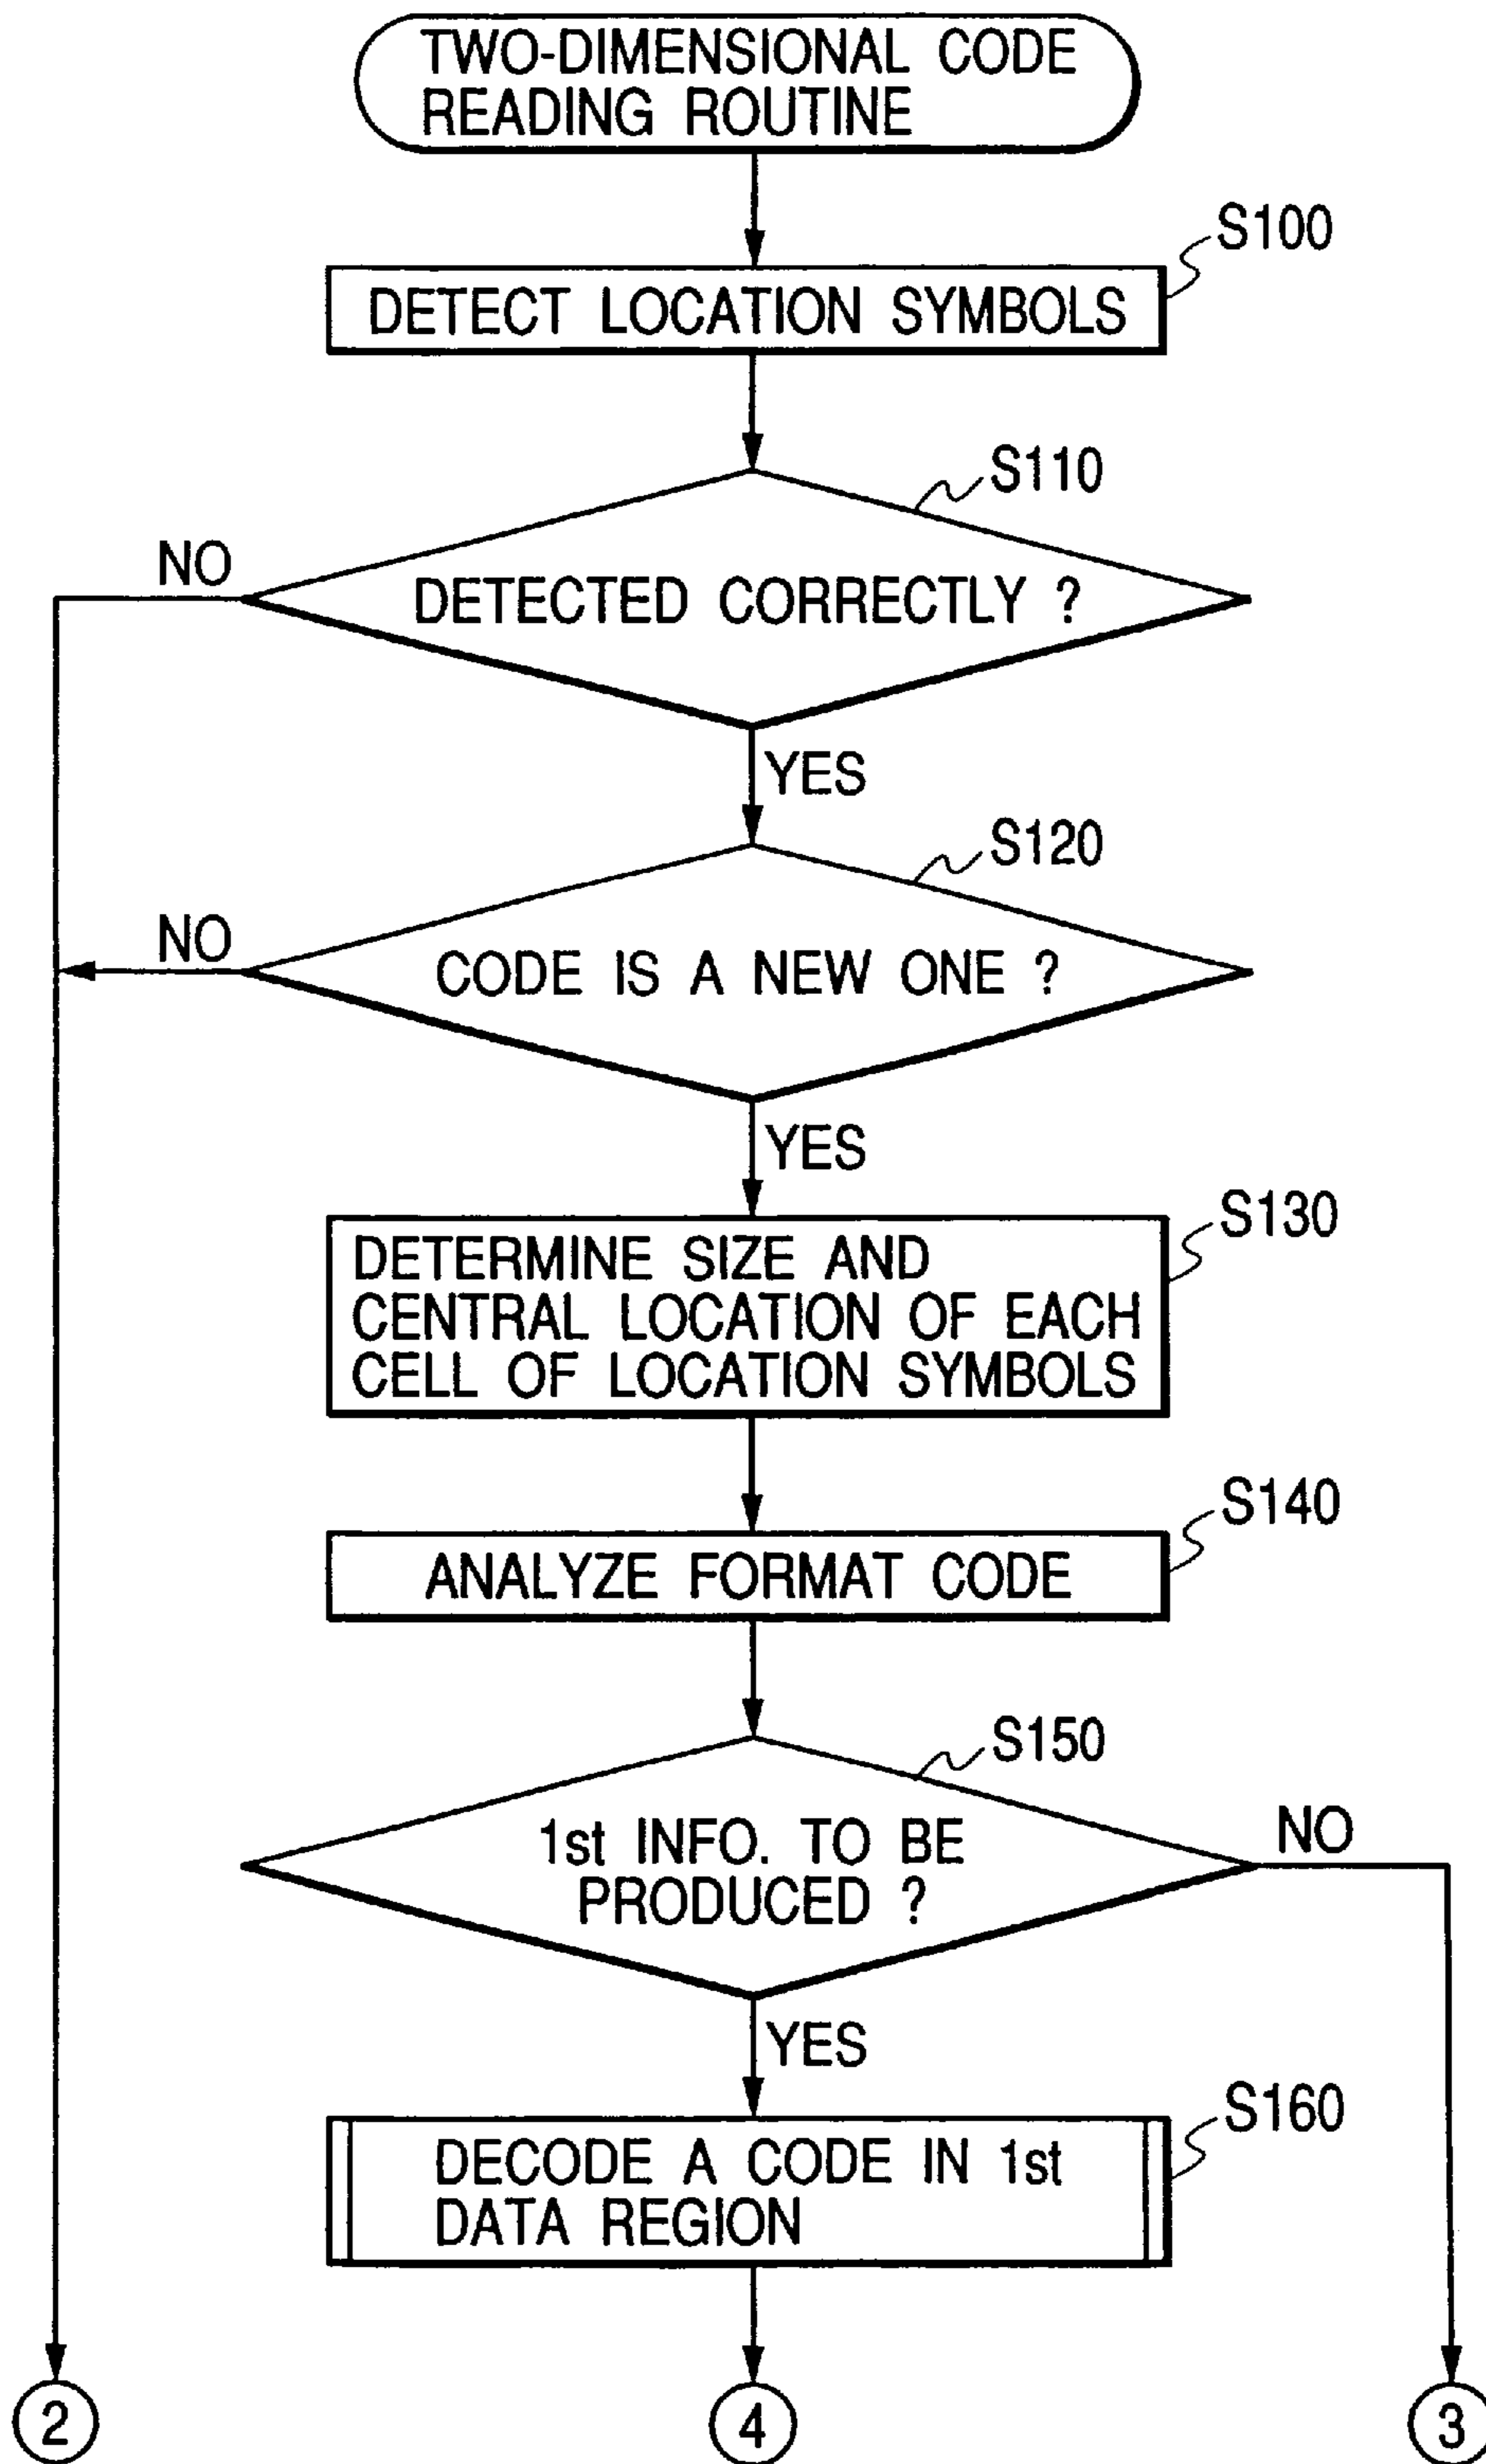 TWO-DIMENSIONAL CODE
READING ROUTINE
S100
DETECT LOCATION SYMBOLS
S110
NO
DETECTED CORRECTLY ?
YES
S120
NO
CODE IS A NEW ONE ?
YES
S130
DETERMINE SIZE AND
CENTRAL LOCATION OF EACH
CELL OF LOCATION SYMBOLS
S140
ANALYZE FORMAT CODE
S150
1st INFO. TO BE
PRODUCED ?
NO
YES
S160
DECODE A CODE IN 1st
DATA REGION
2
4
3